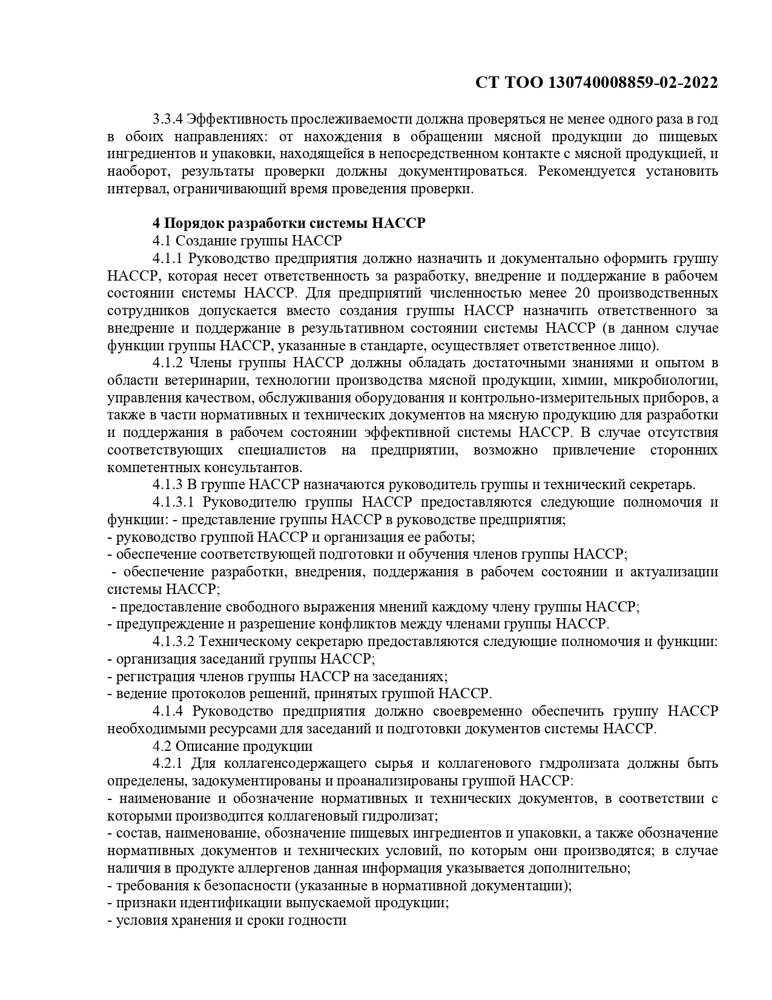 СТ ТОО 130740008859-02-2022
3.3.4 Эффективность прослеживаемости должна проверяться не менее одного раза в год
в обоих направлениях: от нахождения в обращении мясной продукции до пищевых
ингредиентов и упаковки, находящейся в непосредственном контакте с мясной продукцией, и
наоборот, результаты проверки должны документироваться. Рекомендуется установить
интервал, ограничивающий время проведения проверки.
4 Порядок разработки системы НАССР
4.1 Создание группы НАССР
4.1.1 Руководство предприятия должно назначить и документально оформить группу
НАССР, которая несет ответственность за разработку, внедрение и поддержание в рабочем
состоянии системы НАССР. Для предприятий численностью менее 20 производственных
сотрудников допускается вместо создания группы НАССР назначить ответственного за
внедрение и поддержание в результативном состоянии системы НАССР (в данном случае
функции группы НАССР, указанные в стандарте, осуществляет ответственное лицо).
4.1.2 Члены группы НАССР должны обладать достаточными знаниями и опытом в
области ветеринарии, технологии производства мясной продукции, химии, микробиологии,
управления качеством, обслуживания оборудования и контрольно-измерительных приборов, а
также в части нормативных и технических документов на мясную продукцию для разработки
и поддержания в рабочем состоянии эффективной системы НАССР. В случае отсутствия
соответствующих специалистов на предприятии, возможно привлечение сторонних
компетентных консультантов.
4.1.3 В группе НАССР назначаются руководитель группы и технический секретарь.
4.1.3.1 Руководителю группы НАССР предоставляются следующие полномочия и
функции: - представление группы НАССР в руководстве предприятия;
- руководство группой НАССР и организация ее работы;
- обеспечение соответствующей подготовки и обучения членов группы НАССР;
- обеспечение разработки, внедрения, поддержания в рабочем состоянии и актуализации
системы НАССР;
- предоставление свободного выражения мнений каждому члену группы НАССР;
- предупреждение и разрешение конфликтов между членами группы НАССР.
4.1.3.2 Техническому секретарю предоставляются следующие полномочия и функции:
- организация заседаний группы НАССР;
- регистрация членов группы НАССР на заседаниях;
- ведение протоколов решений, принятых группой НАССР.
4.1.4 Руководство предприятия должно своевременно обеспечить группу НАССР
необходимыми ресурсами для заседаний и подготовки документов системы НАССР.
4.2 Описание продукции
4.2.1 Для коллагенсодержащего сырья и коллагенового гмдролизата должны быть
определены, задокументированы и проанализированы группой НАССР:
- наименование и обозначение нормативных и технических документов, в соответствии с
которыми производится коллагеновый гидролизат;
- состав, наименование, обозначение пищевых ингредиентов и упаковки, а также обозначение
нормативных документов и технических условий, по которым они производятся; в случае
наличия в продукте аллергенов данная информация указывается дополнительно;
- требования к безопасности (указанные в нормативной документации);
- признаки идентификации выпускаемой продукции;
- условия хранения и сроки годности